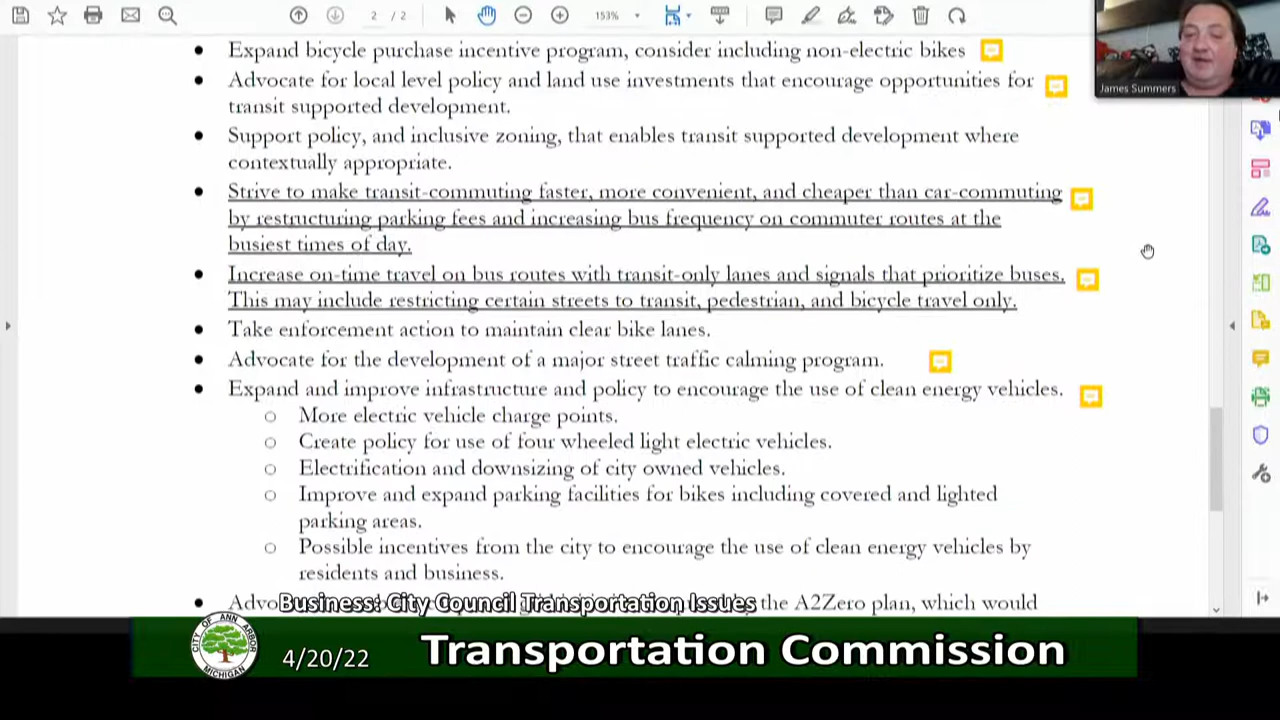 2 / 2
153%
James Summers
Expand bicycle purchase incentive program, consider including non-electric bikes
Advocate for local level policy and land use investments that encourage opportunities for
transit supported development.
Support policy, and inclusive zoning, that enables transit supported development where
contextually appropriate.
Strive to make transit-commuting faster, more convenient, and cheaper than car-commuting
by restructuring parking fees and increasing bus frequency on commuter routes at the
busiest times of day.
Increase on-time travel on bus routes with transit-only lanes and signals that prioritize buses.
This may include restricting certain streets to transit, pedestrian, and bicycle travel only.
Take enforcement action to maintain clear bike lanes.
Advocate for the development of a major street traffic calming program.
Expand and improve infrastructure and policy to encourage the use of clean energy vehicles.
More electric vehicle charge points.
Create policy for use of four wheeled light electric vehicles.
Electrification and downsizing of city owned vehicles.
Improve and expand parking facilities for bikes including covered and lighted
parking areas.
Possible incentives from the city to encourage the use of clean energy vehicles by
residents and business.
the A2Zero plan, which would
Business: City Council Transportation Issues
CITY OF ANN ARBOR
MICHIGAN
4/20/22
Transportation Commission